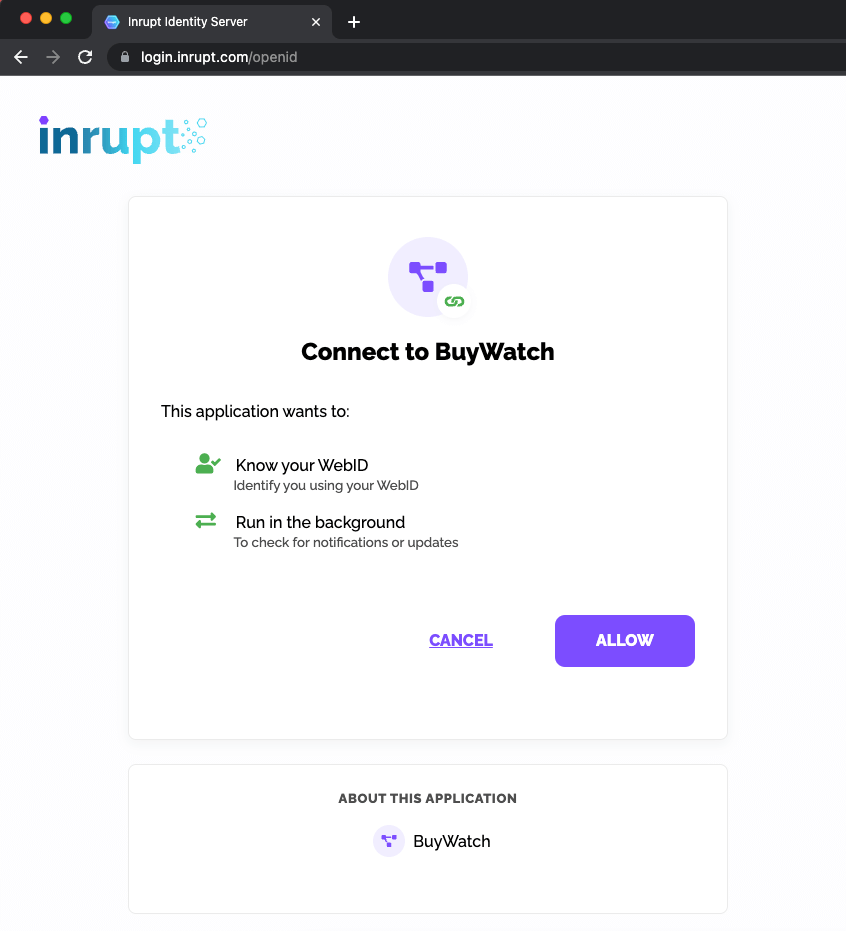 Inrupt Identity Server
login.inrupt.com/openid
inrupt
Connect to BuyWatch
This application wants to:
Know your WebID
Identify you using your WebID
Run in the background
To check for notifications or updates
CANCEL
ALLOW
ABOUT THIS APPLICATION
BuyWatch